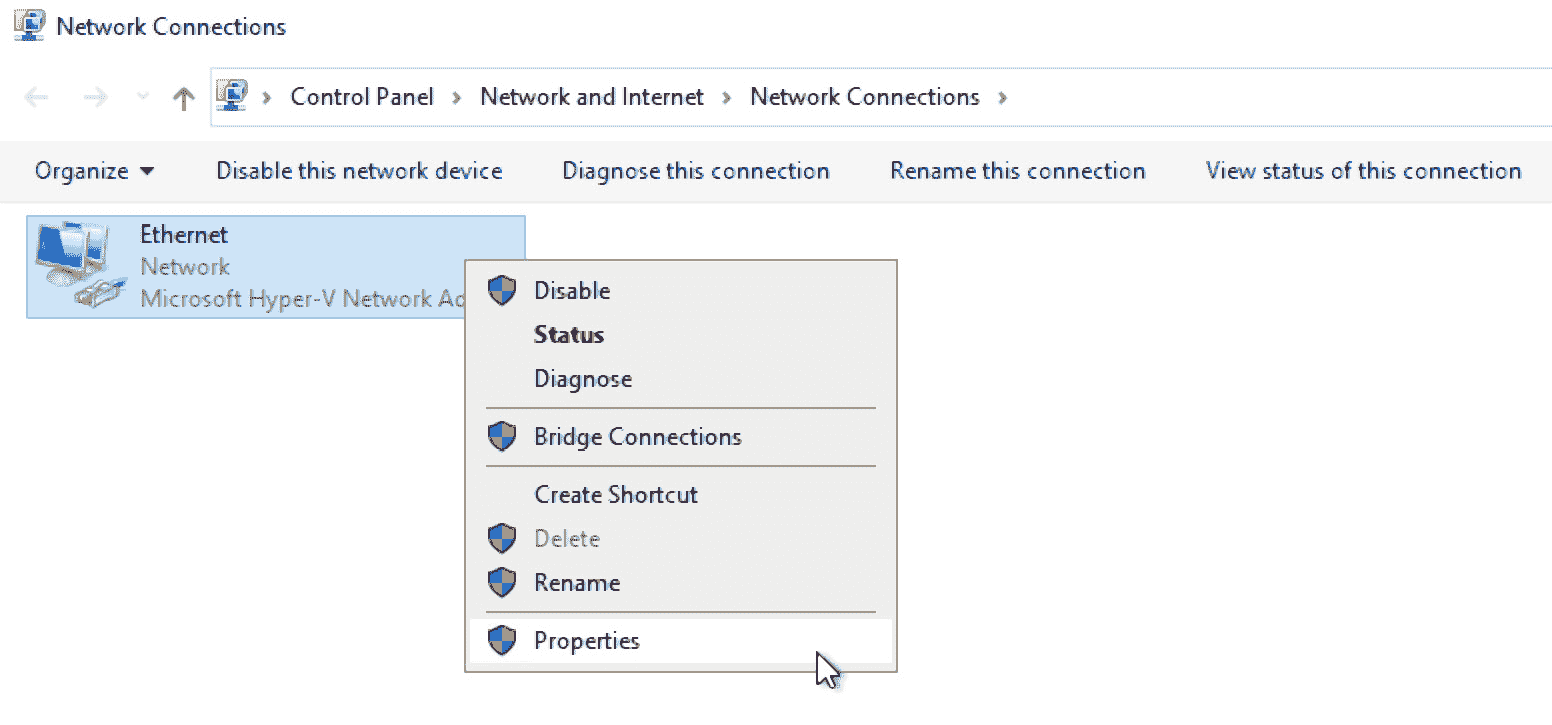 Network Connections
Control Panel Network and Internet Network Connections
Organize Disable this network device Diagnose this connection Rename this connection View status of this connection
Ethernet
Network
Microsoft Hyper-V Network
Disable
Status
Diagnose
Bridge Connections
Create Shortcut
Delete
Rename
Properties